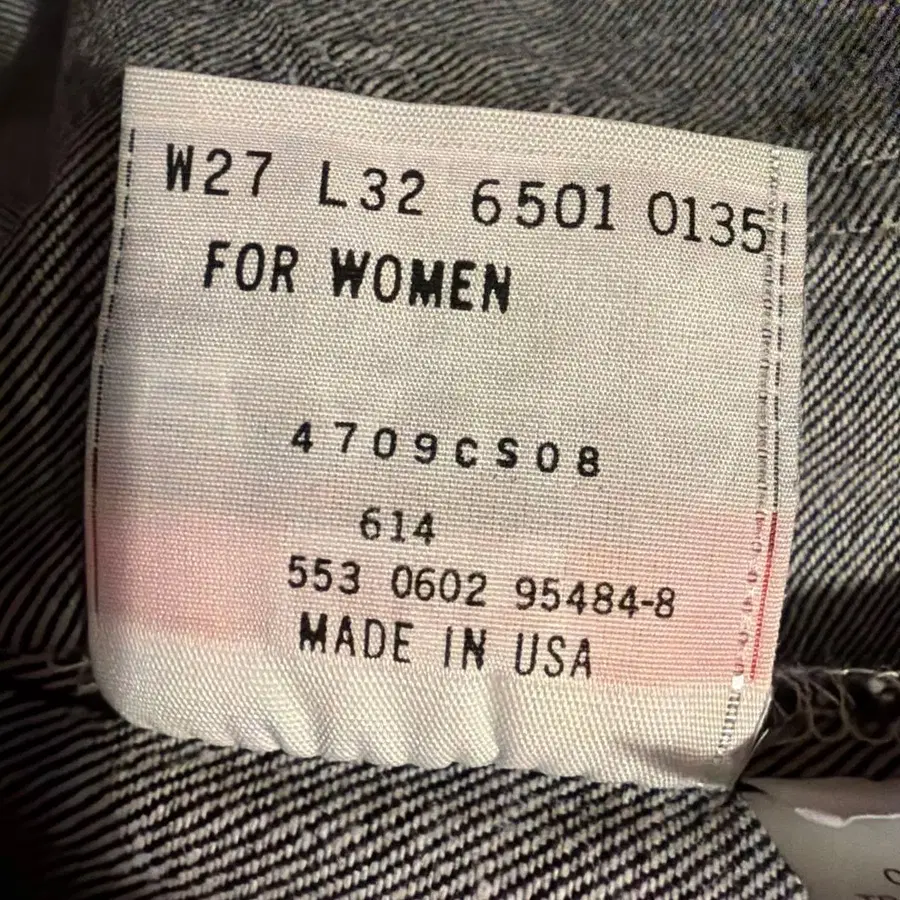 W27 L32 6501 0135
FOR WOMEN
4709CS08
614
553 0602 95484-8
MADE IN USA